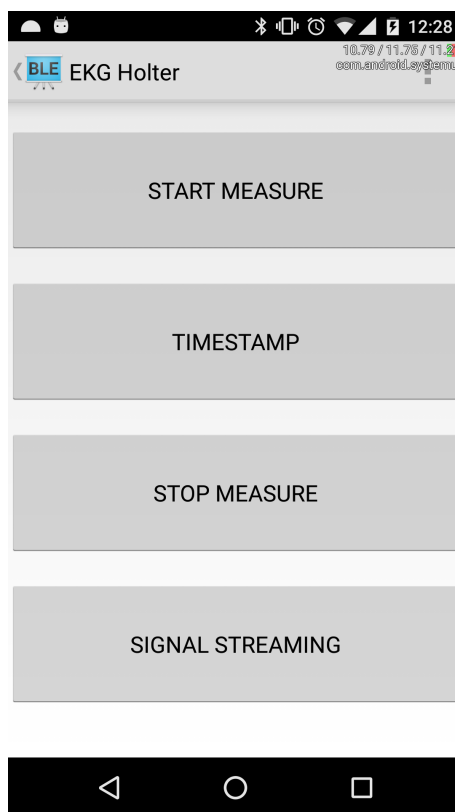 12:28
10.79 / 11.76 / 11.2
com.android.systemu
BLE EKG Holter
START MEASURE
TIMESTAMP
STOP MEASURE
SIGNAL STREAMING